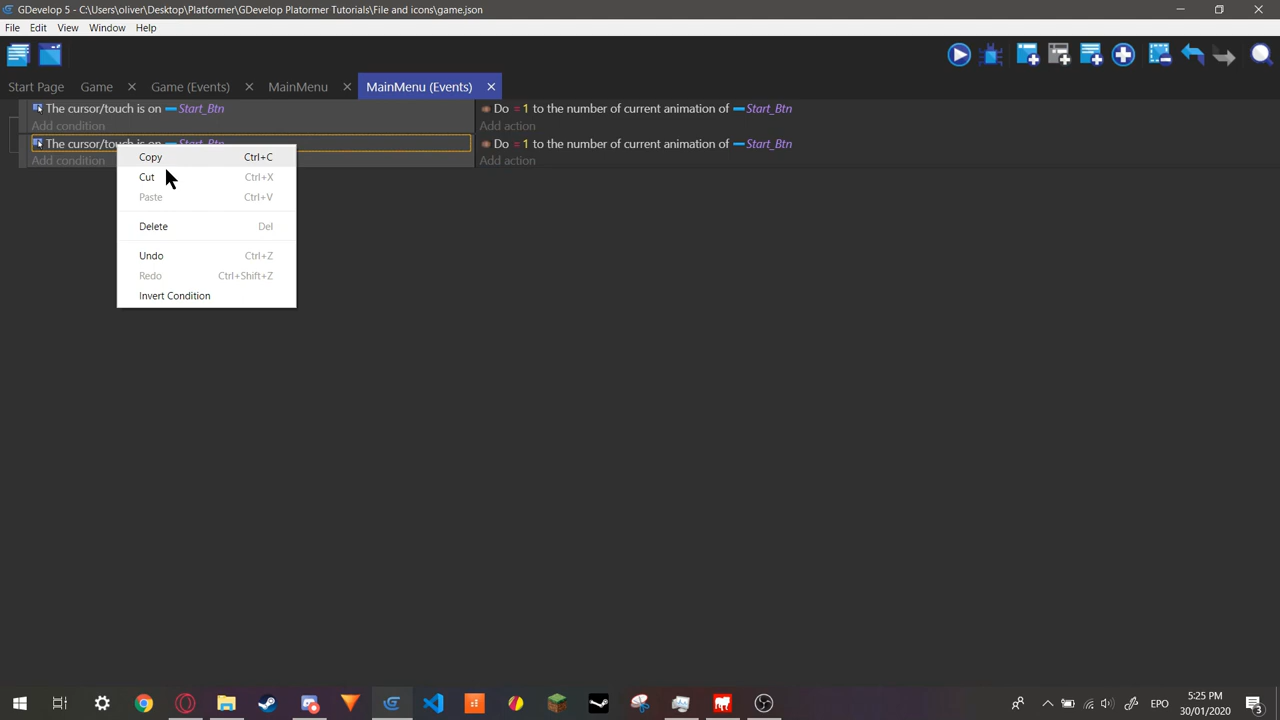 GDevelop 5 - C:\Users\oliver\Desktop\Platformer\GDevelop Platormer Tutorials\File and icons\game.json
File Edit View Window Help
Start Page Game Game (Events) MainMenu MainMenu (Events)
The cursor/touch is on Start_Btn Do = 1 to the number of current animation of Start_Btn
Add condition Add action
The cursor/touch is on Start_Btn Do = 1 to the number of current animation of Start_Btn
Add condition Add action
Copy Ctrl+C
Cut Ctrl+X
Paste Ctrl+V
Delete Del
Undo Ctrl+Z
Redo Ctrl+Shift+Z
Invert Condition
EPO
5:25 PM
30/01/2020
3